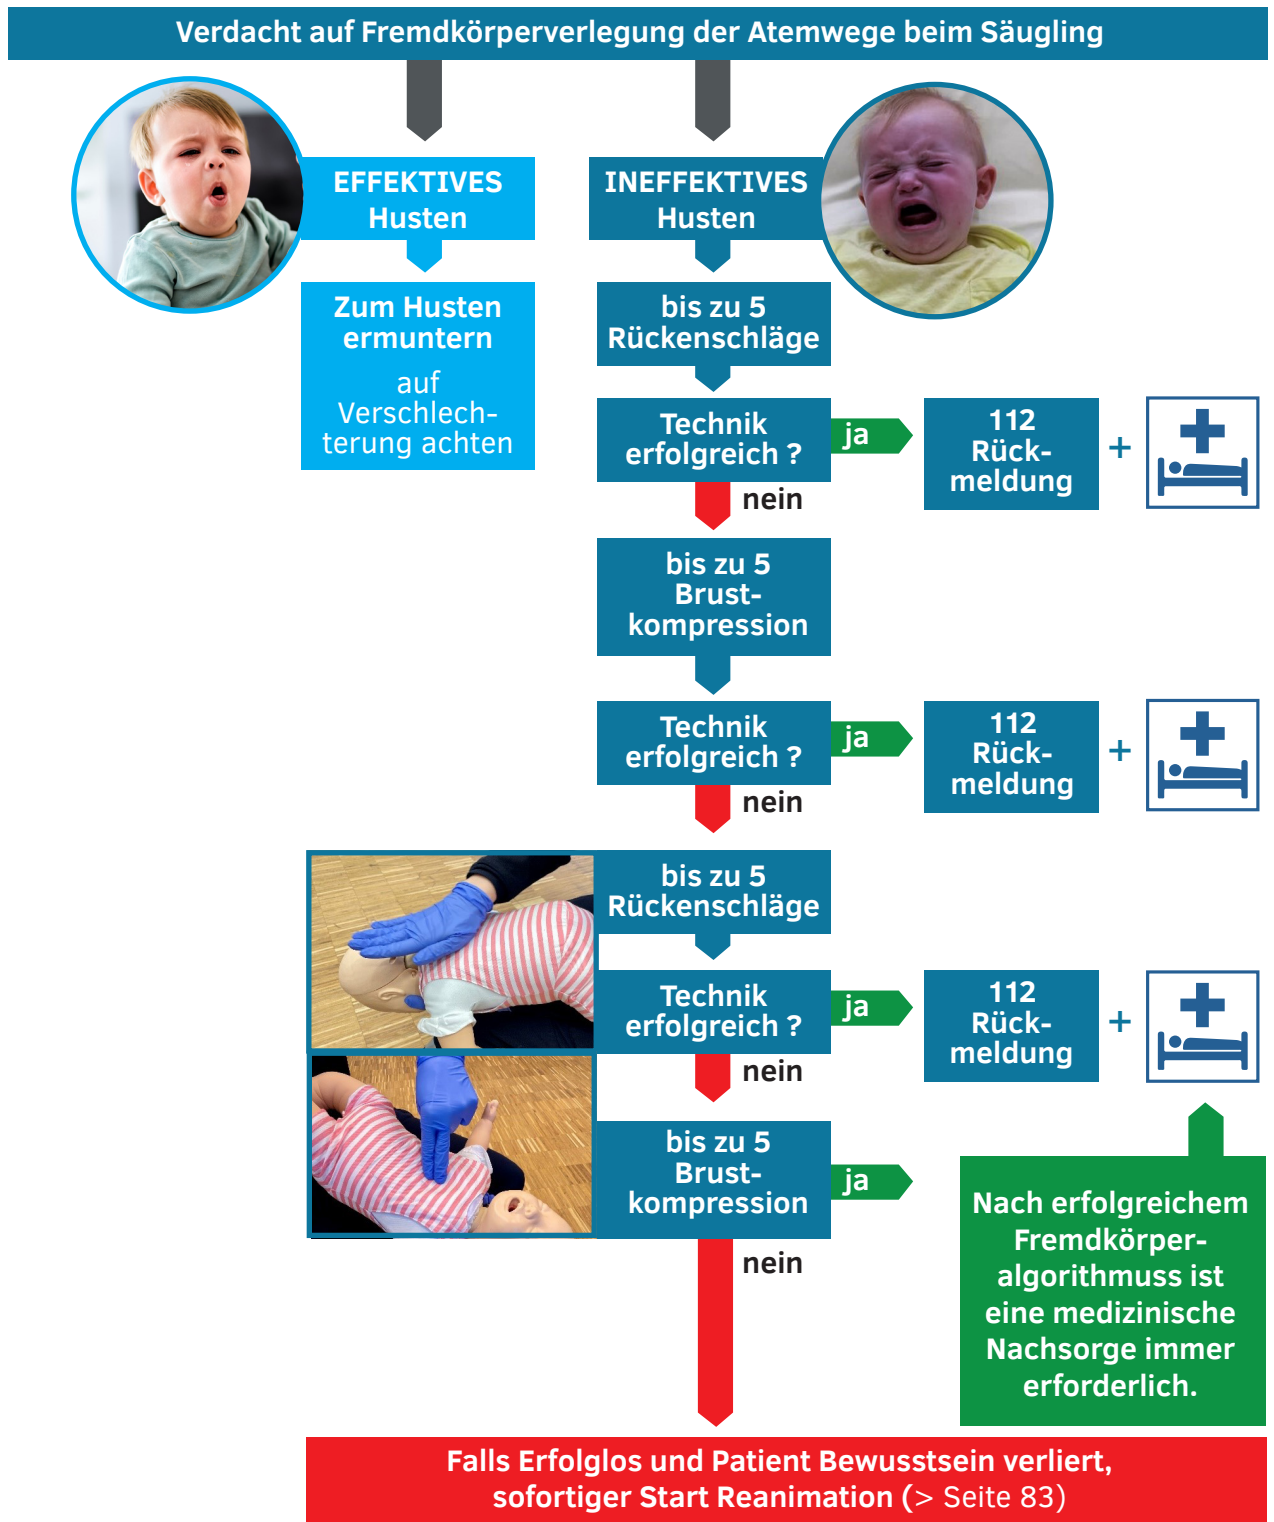 Verdacht auf Fremdkörperverlegung der Atemwege beim Säugling
EFFEKTIVES
Husten
Zum Husten
ermuntern
auf
Verschlech-
terung achten
INEFFEKTIVES
Husten
bis zu 5
Rückenschläge
Technik
erfolgreich ?
ja
112
Rück-
meldung
+
nein
bis zu 5
Brust-
kompression
Technik
erfolgreich ?
ja
112
Rück-
meldung
+
nein
bis zu 5
Rückenschläge
Technik
erfolgreich ?
ja
112
Rück-
meldung
+
nein
bis zu 5
Brust-
kompression
ja
nein
Nach erfolgreichem
Fremdkörper-
algorithmuss ist
eine medizinische
Nachsorge immer
erforderlich.
Falls Erfolglos und Patient Bewusstsein verliert,
sofortiger Start Reanimation (> Seite 83)